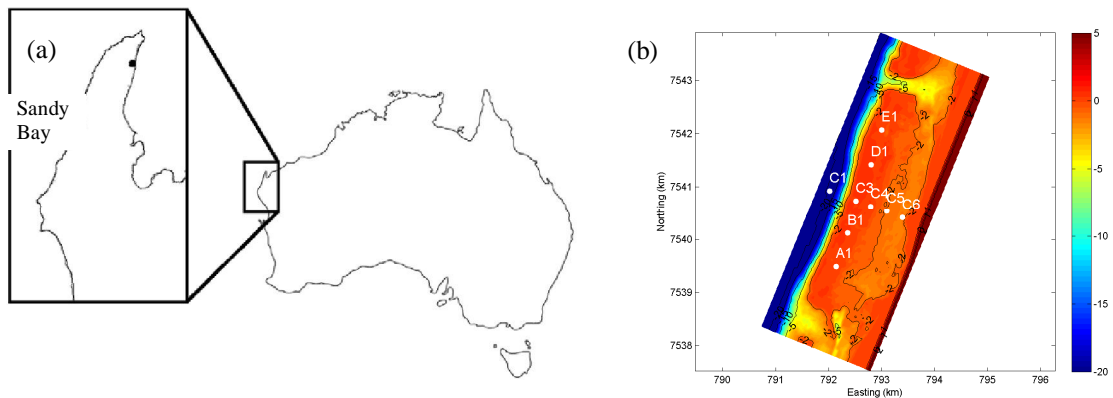 (a)
Sandy
Bay
(b)
7543
7542
7541
7540
7539
7538
Northing (km)
790
791
792
793
794
795
796
Easting (km)
E1
D1
C1
C3
C4
C5
C6
B1
A1
5
0
-5
-10
-15
-20